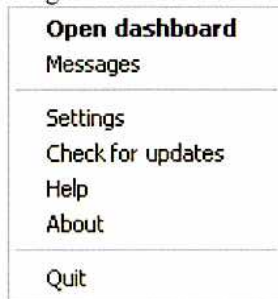 Open dashboard
Messages
Settings
Check for updates
Help
About
Quit